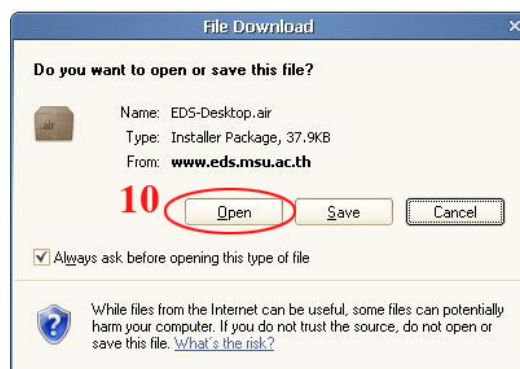 File Download
Do you want to open or save this file?
.air
Name: EDS-Desktop.air
Type: Installer Package, 37.9KB
From: www.eds.msu.ac.th
10
Open Save Cancel
Always ask before opening this type of file
While files from the Internet can be useful, some files can potentially
harm your computer. If you do not trust the source, do not open or
save this file. What's the risk?